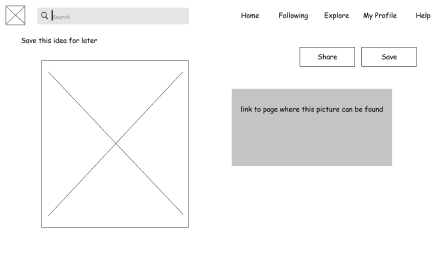 Search
Home Following Explore My Profile Help
Save this idea for later
Share Save
link to page where this picture can be found